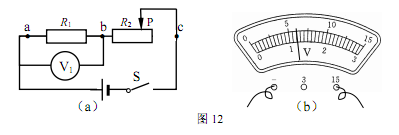 a R₁ b R₂ P c
V₁
S
(a)
0 5 10 15
0 1 2 3
V
– 3 15
(b)
图 12